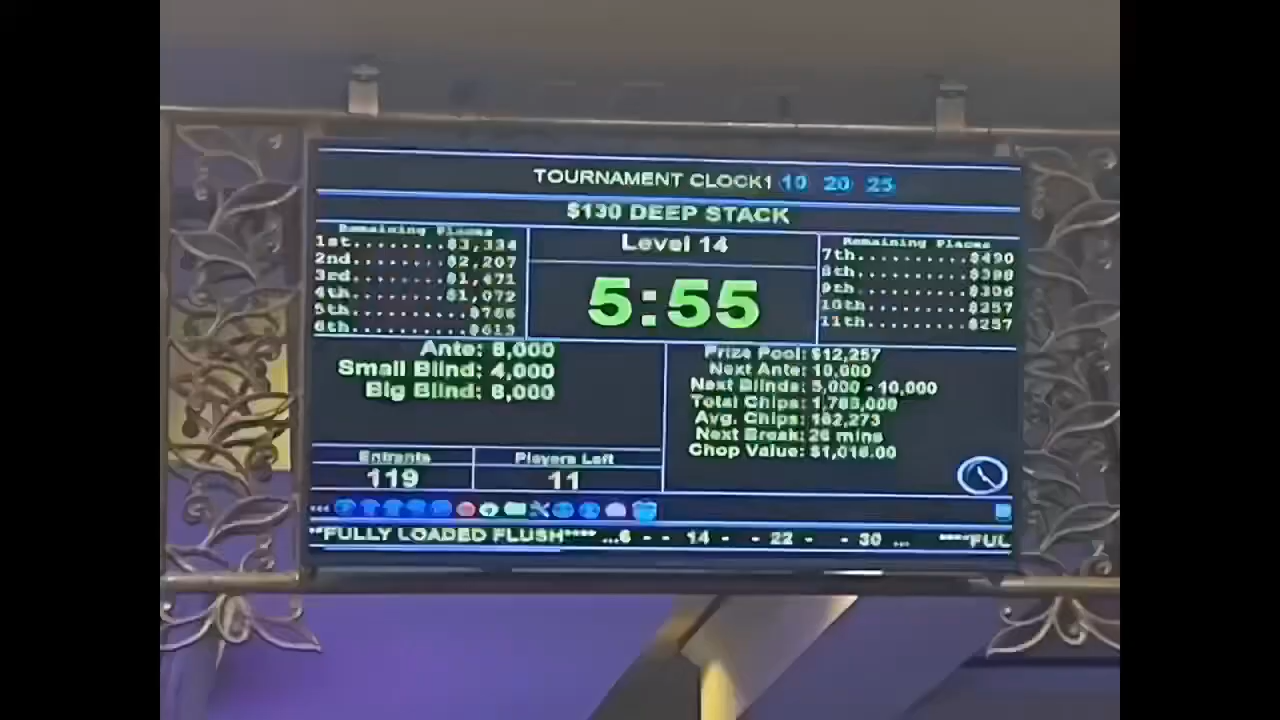 TOURNAMENT CLOCK1 10 20 25
$130 DEEP STACK
Remaining Places
1st........$3,334
2nd........$2,207
3rd........$1,471
4th........$1,072
5th..........$766
6th..........$613
Level 14
5:55
Remaining Places
7th.........$490
8th.........$398
9th.........$306
10th........$257
11th........$257
Ante: 8,000
Small Blind: 4,000
Big Blind: 8,000
Prize Pool: $12,257
Next Ante: 10,000
Next Blinds: 5,000 - 10,000
Total Chips: 1,785,000
Avg. Chips: 162,273
Next Break: 26 mins
Chop Value: $1,016.00
Entrants
119
Players Left
11
**FULLY LOADED FLUSH**** ...6 - - 14 - - 22 - - 30 ... ****FUL